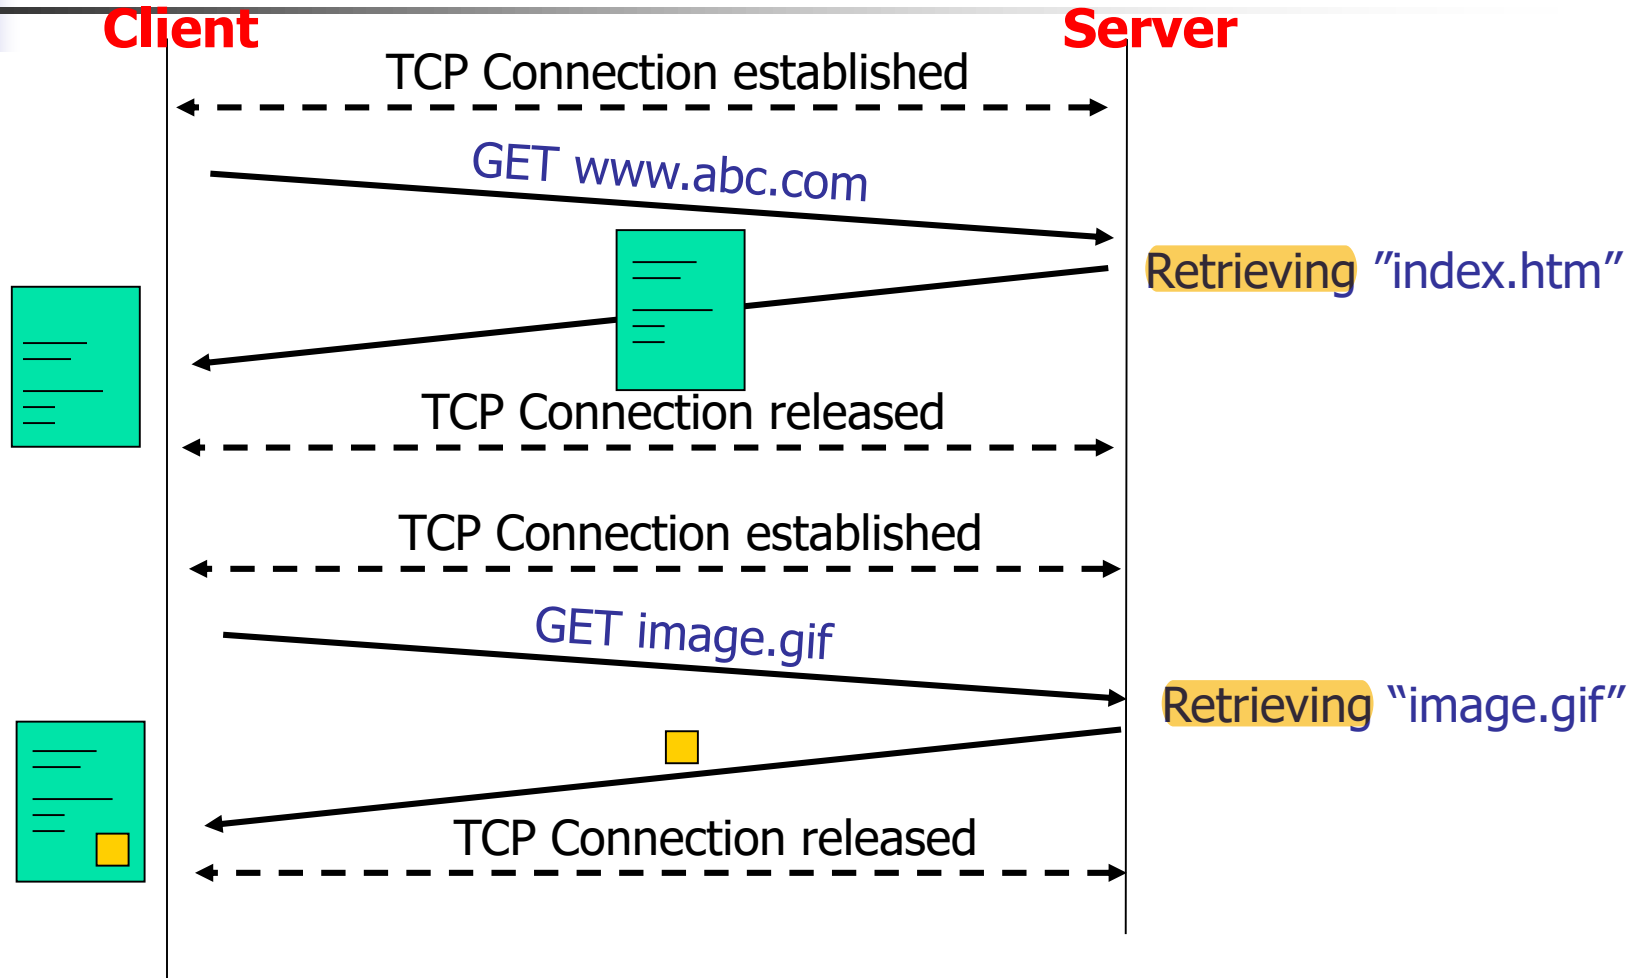 Client
Server
TCP Connection established
GET www.abc.com
Retrieving ”index.htm”
TCP Connection released
TCP Connection established
GET image.gif
Retrieving “image.gif”
TCP Connection released